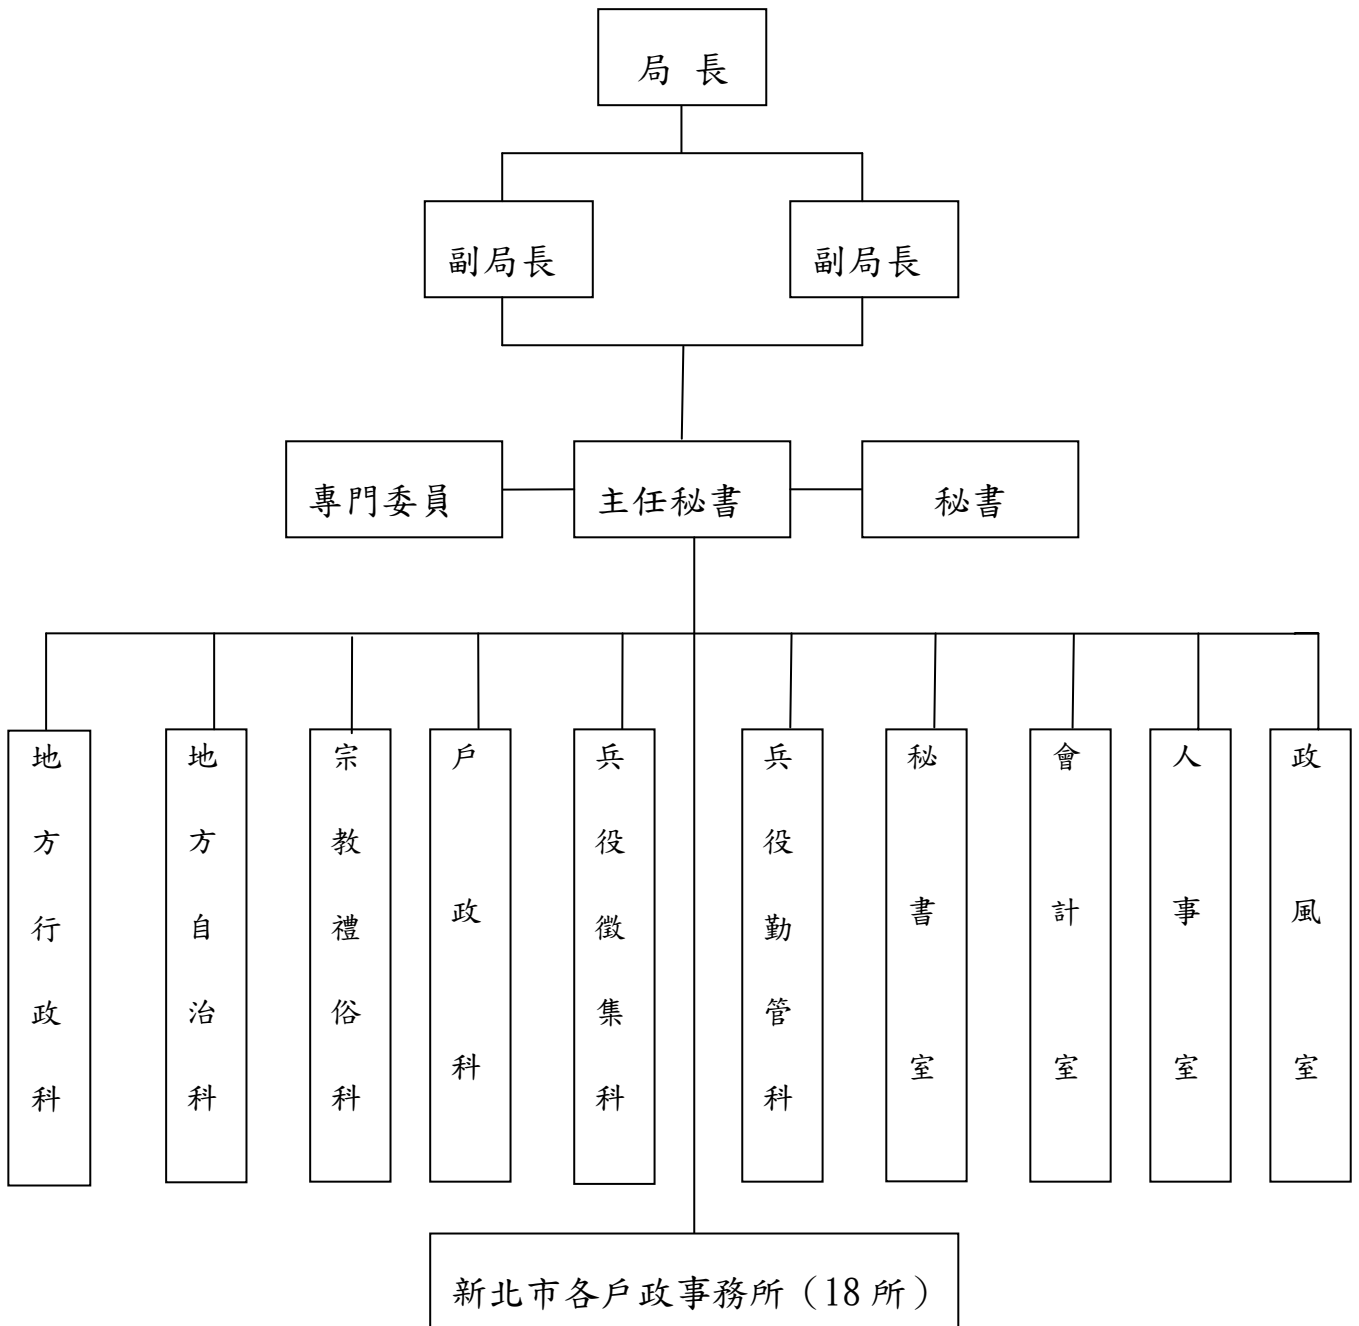 局 長
副局長
副局長
專門委員
主任秘書
秘書
地方行政科
地方自治科
宗教禮俗科
戶政科
兵役徵集科
兵役勤管科
秘書室
會計室
人事室
政風室
新北市各戶政事務所（18 所）